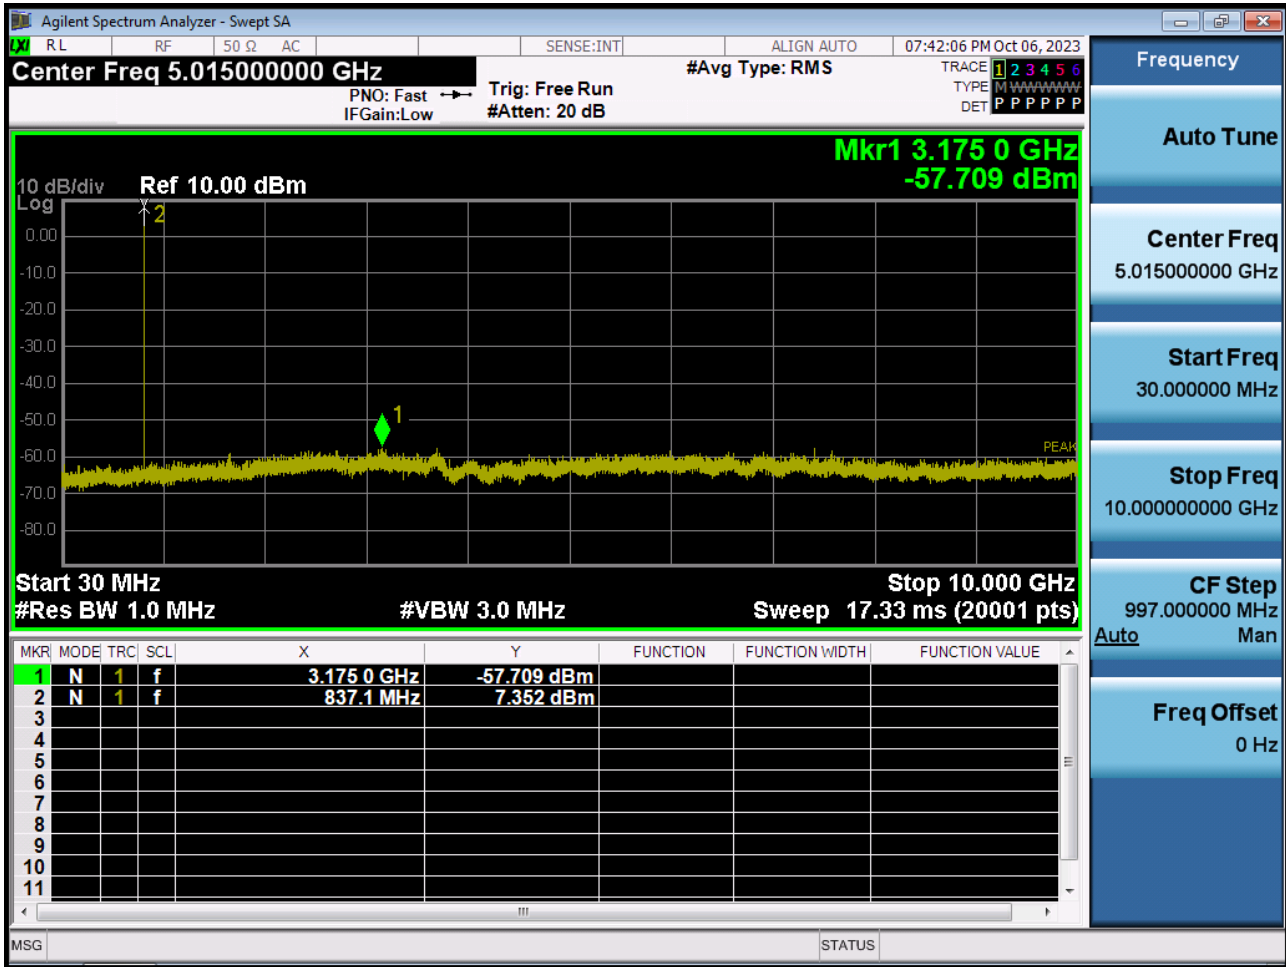 Agilent Spectrum Analyzer - Swept SA
LXI RL RF 50 Ω AC SENSE:INT ALIGN AUTO 07:42:06 PM Oct 06, 2023
Center Freq 5.015000000 GHz
PNO: Fast
IFGain:Low
Trig: Free Run
#Atten: 20 dB
#Avg Type: RMS
TRACE 1 2 3 4 5 6
TYPE M W W W W W
DET P P P P P P
Mkr1 3.175 0 GHz
-57.709 dBm
10 dB/div Ref 10.00 dBm
Log
2
0.00
-10.0
-20.0
-30.0
-40.0
-50.0
1
PEAK
-60.0
-70.0
-80.0
Start 30 MHz Stop 10.000 GHz
#Res BW 1.0 MHz #VBW 3.0 MHz Sweep 17.33 ms (20001 pts)
MKR MODE TRC SCL X Y FUNCTION FUNCTION WIDTH FUNCTION VALUE
1 N 1 f 3.175 0 GHz -57.709 dBm
2 N 1 f 837.1 MHz 7.352 dBm
3
4
5
6
7
8
9
10
11
MSG STATUS
Frequency
Auto Tune
Center Freq
5.015000000 GHz
Start Freq
30.000000 MHz
Stop Freq
10.000000000 GHz
CF Step
997.000000 MHz
Auto Man
Freq Offset
0 Hz